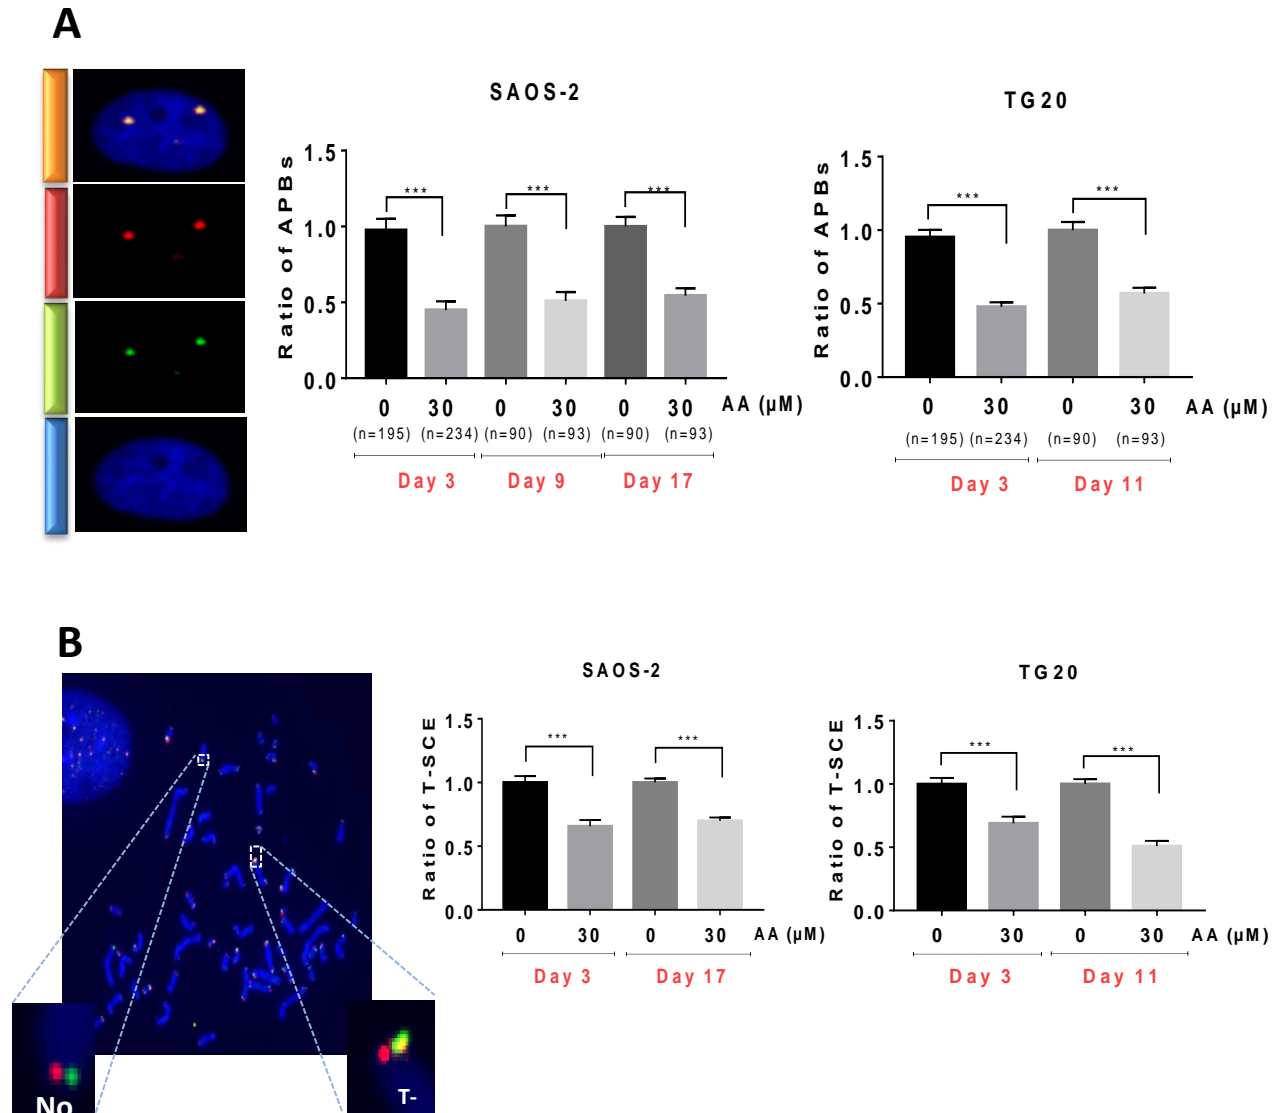 A
SAOS-2
Ratio of APBs
1.5
1.0
0.5
0.0
*** *** ***
0 30 0 30 0 30 AA (µM)
(n=195) (n=234) (n=90) (n=93) (n=90) (n=93)
Day 3 Day 9 Day 17
TG20
Ratio of APBs
1.5
1.0
0.5
0.0
*** ***
0 30 0 30 AA (µM)
(n=195) (n=234) (n=90) (n=93)
Day 3 Day 11
B
No
T-
SAOS-2
Ratio of T-SCE
1.5
1.0
0.5
0.0
*** ***
0 30 0 30 AA (µM)
Day 3 Day 17
TG20
Ratio of T-SCE
1.5
1.0
0.5
0.0
*** ***
0 30 0 30 AA (µM)
Day 3 Day 11